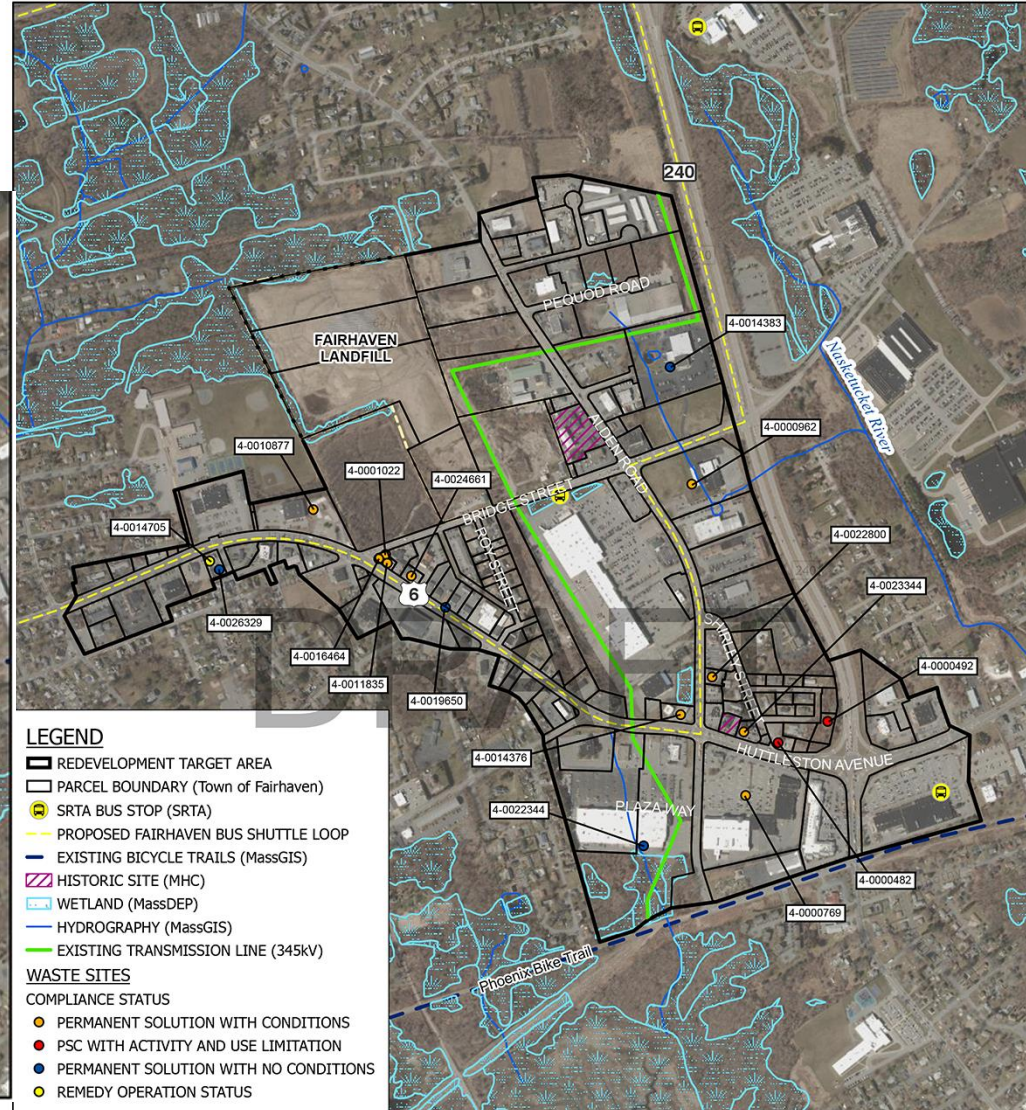 240
PEQUOD ROAD
4-0014383
FAIRHAVEN
LANDFILL
Nasketucket River
ALDEN ROAD
4-0000962
4-0010877
4-0001022
4-0024661
BRIDGE STREET
4-0014705
ROY STREET
4-0022800
4-0023344
6
DRAFT
4-0026329
4-0016464
4-0011835
4-0019650
SHIRLEY STREET
4-0000492
4-0014376
HUTTLESTON AVENUE
4-0022344
PLAZA WAY
4-0000482
4-0000769
Phoenix Bike Trail
LEGEND
REDEVELOPMENT TARGET AREA
PARCEL BOUNDARY (Town of Fairhaven)
SRTA BUS STOP (SRTA)
PROPOSED FAIRHAVEN BUS SHUTTLE LOOP
EXISTING BICYCLE TRAILS (MassGIS)
HISTORIC SITE (MHC)
WETLAND (MassDEP)
HYDROGRAPHY (MassGIS)
EXISTING TRANSMISSION LINE (345kV)
WASTE SITES
COMPLIANCE STATUS
PERMANENT SOLUTION WITH CONDITIONS
PSC WITH ACTIVITY AND USE LIMITATION
PERMANENT SOLUTION WITH NO CONDITIONS
REMEDY OPERATION STATUS